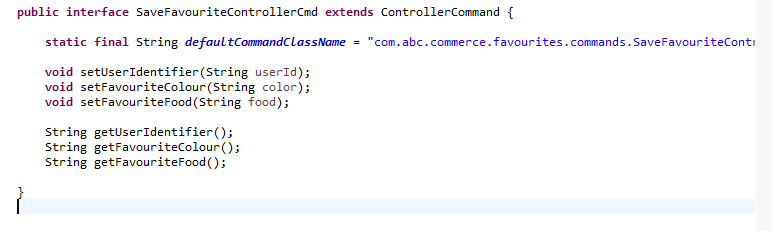 public interface SaveFavouriteControllerCmd extends ControllerCommand {
static final String defaultCommandClassName = "com.abc.commerce.favourites.commands.SaveFavouriteContr
void setUserIdentifier(String userId);
void setFavouriteColour(String color);
void setFavouriteFood(String food);
String getUserIdentifier();
String getFavouriteColour();
String getFavouriteFood();
}